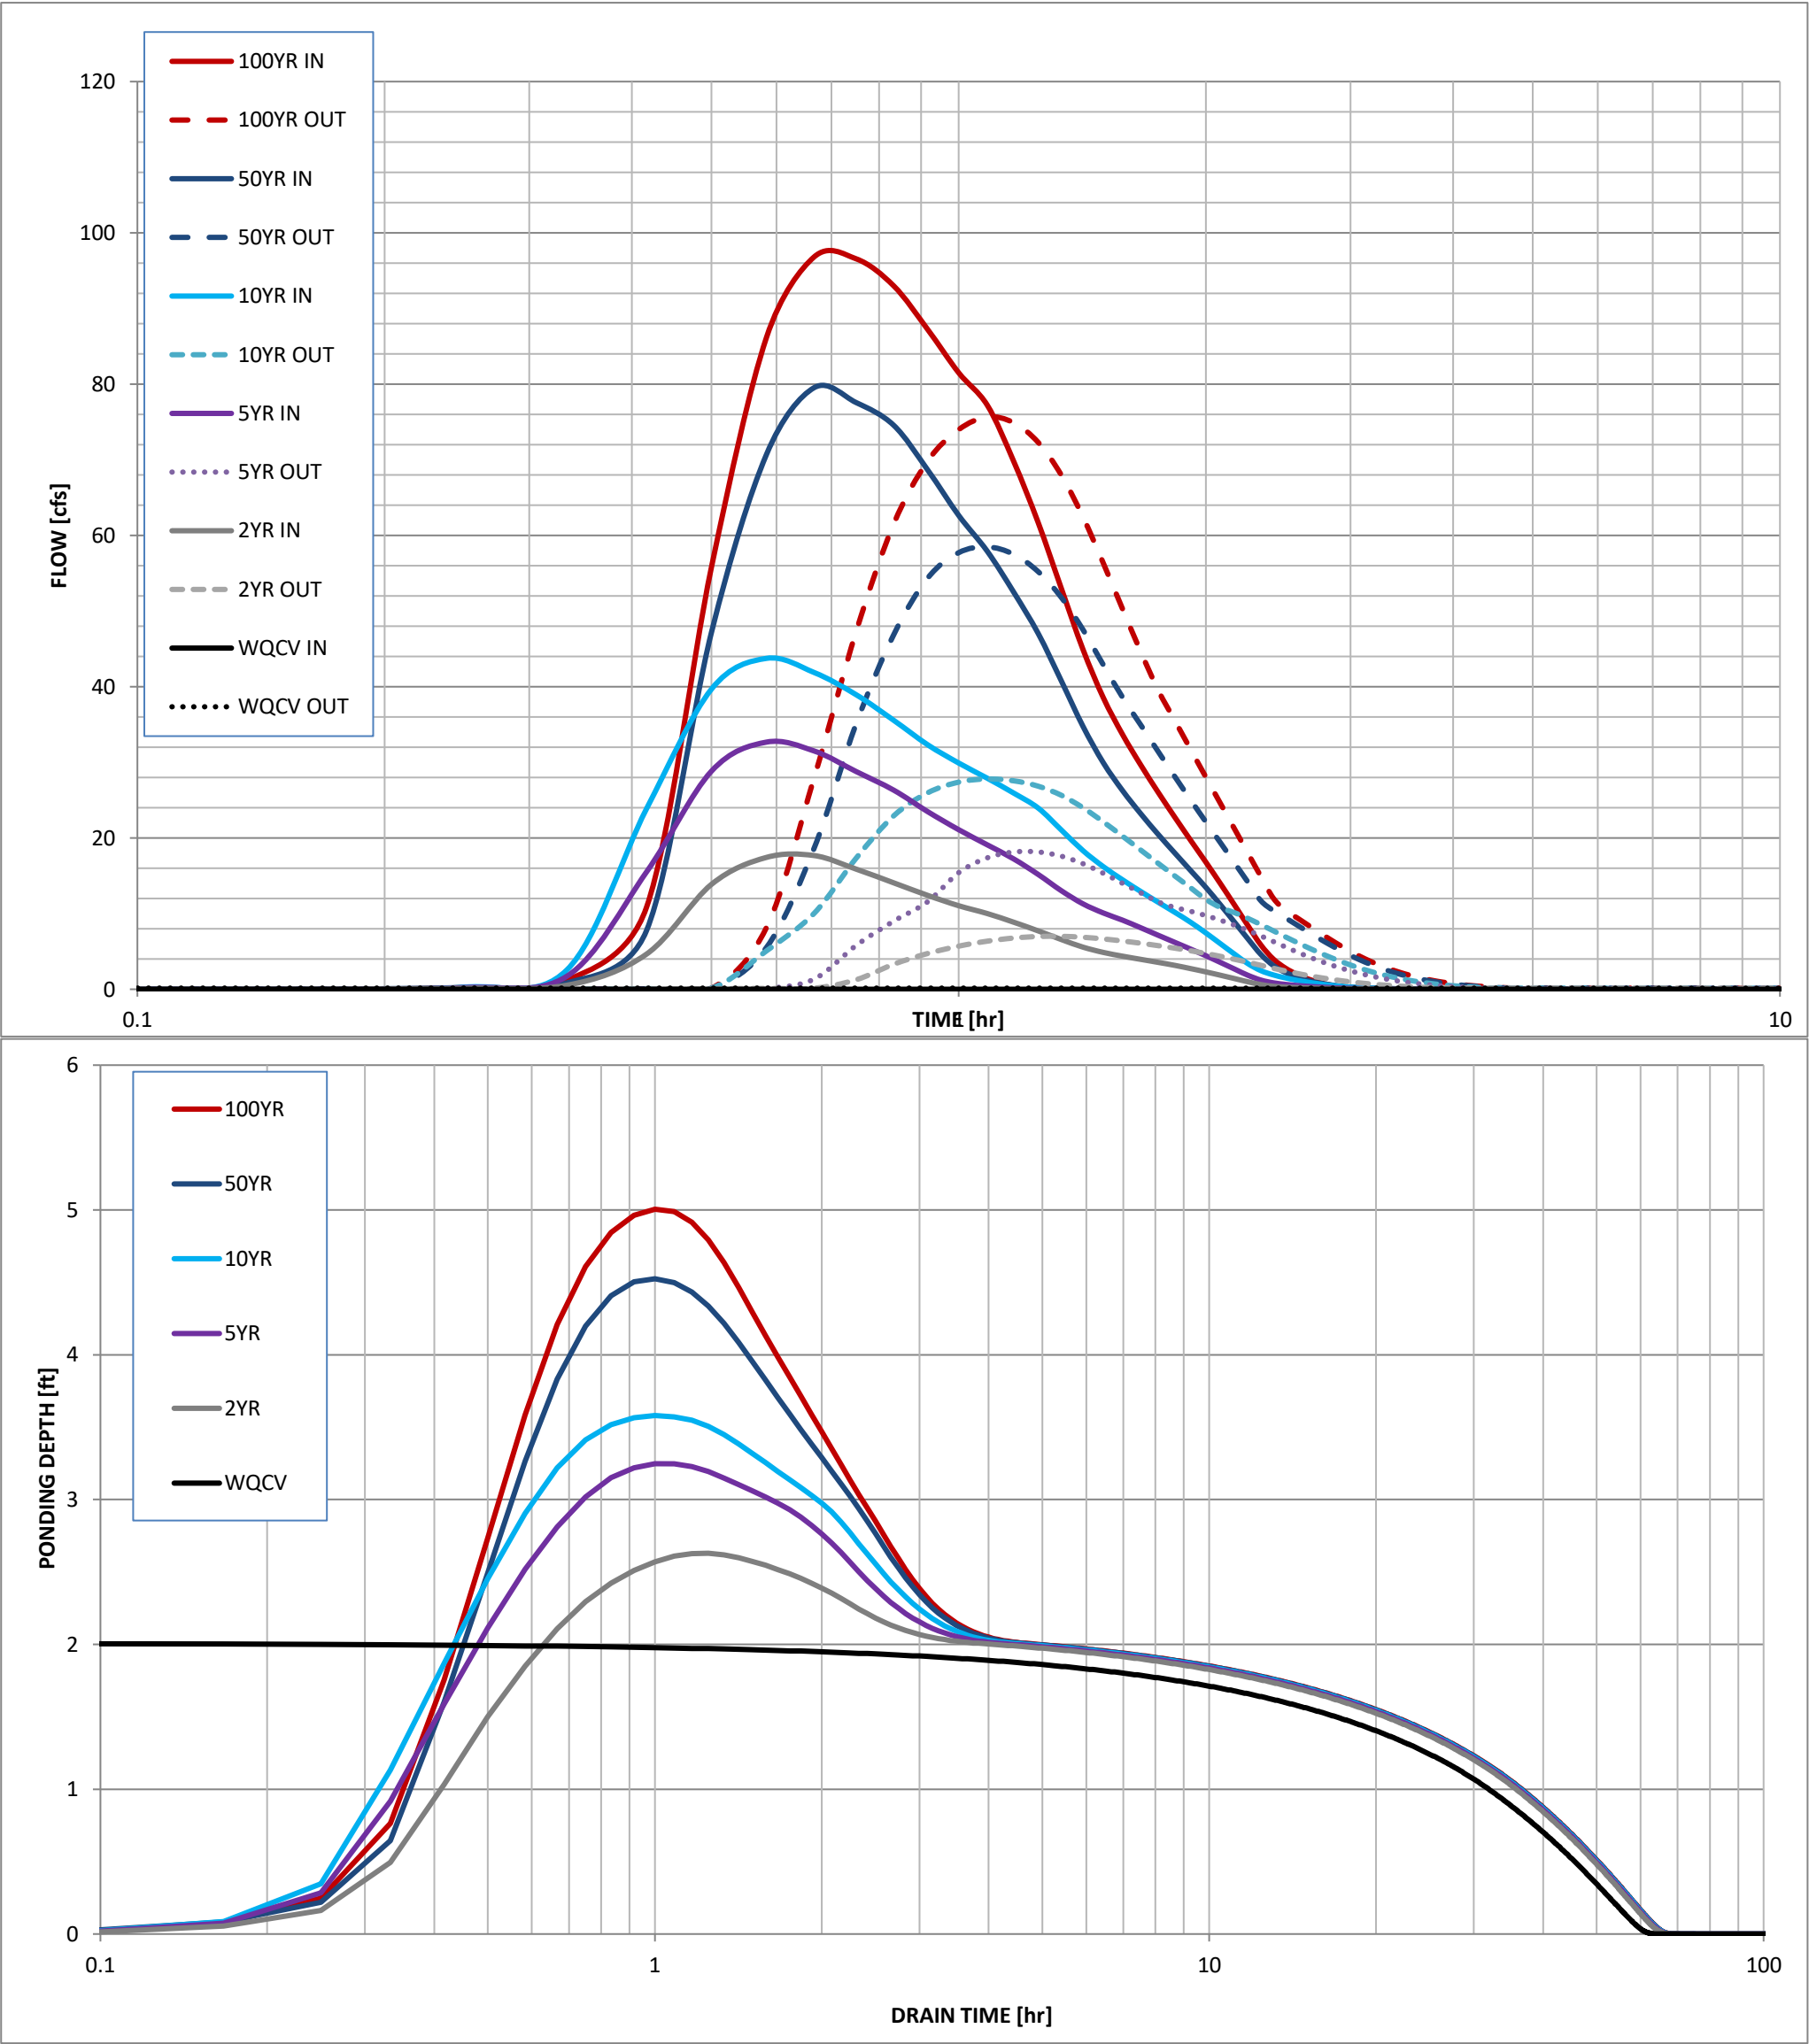 100YR IN
120
100YR OUT
50YR IN
100
50YR OUT
10YR IN
10YR OUT
80
5YR IN
5YR OUT
FLOW [cfs]
60
2YR IN
2YR OUT
WQCV IN
40
WQCV OUT
20
0
0.1
TIME [hr]
1
10
6
100YR
50YR
5
10YR
5YR
4
2YR
PONDING DEPTH [ft]
WQCV
3
2
1
0
0.1
1
10
100
DRAIN TIME [hr]